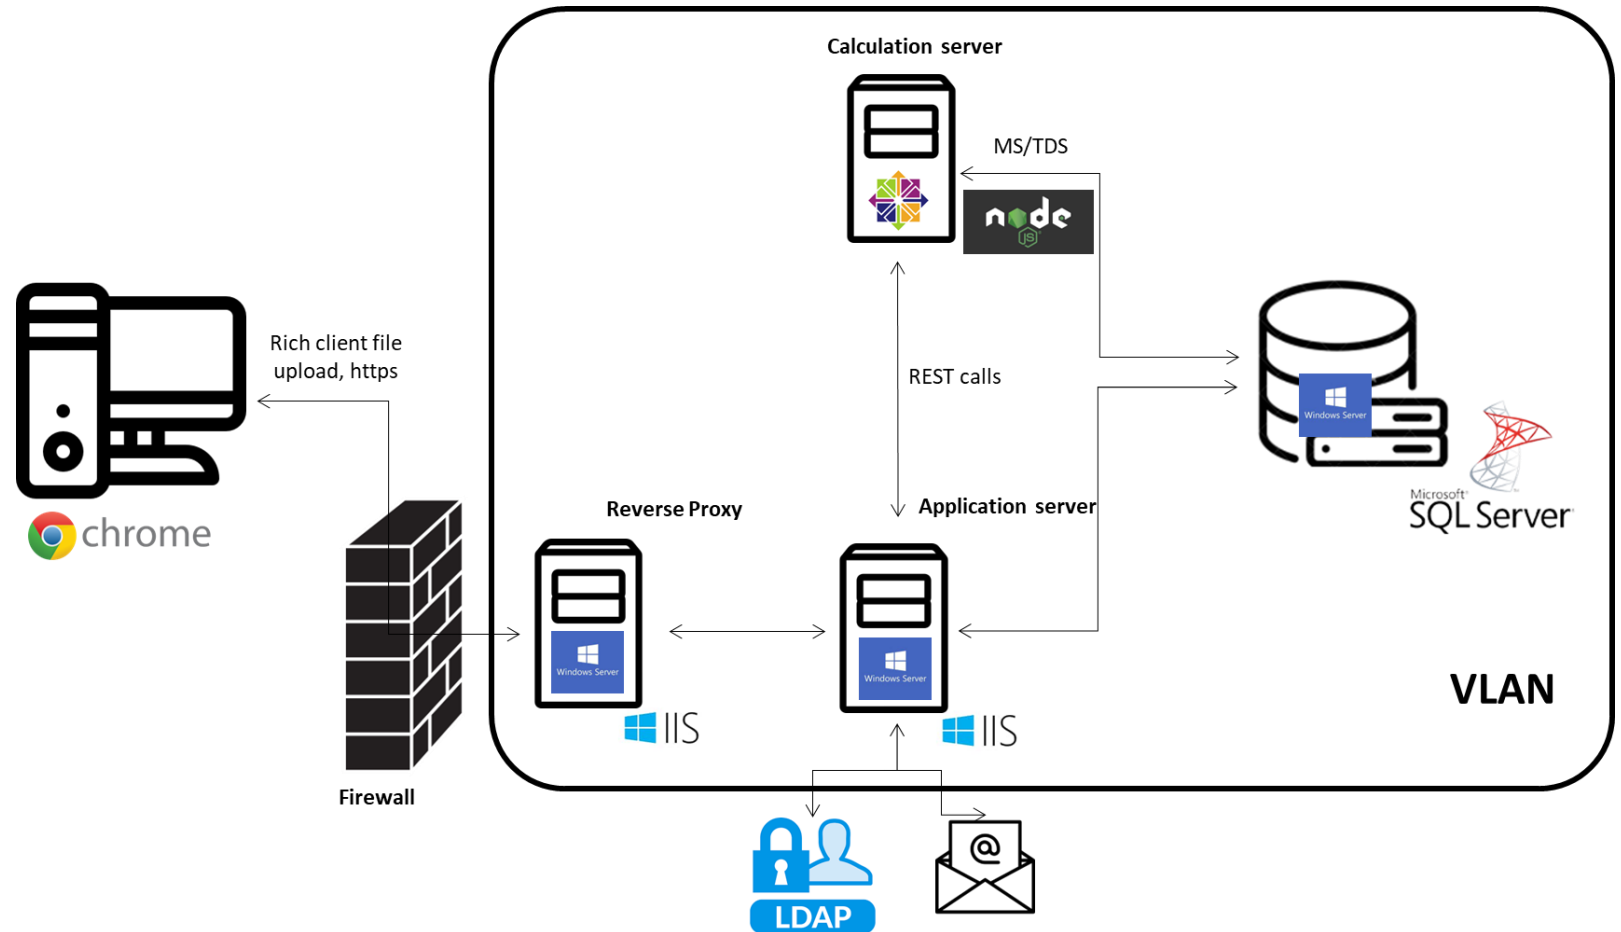 Calculation server
MS/TDS
node
JS
Rich client file
upload, https
REST calls
Windows Server
Microsoft
SQL Server
chrome
Reverse Proxy
Application server
Windows Server
Windows Server
IIS
IIS
VLAN
Firewall
@
LDAP